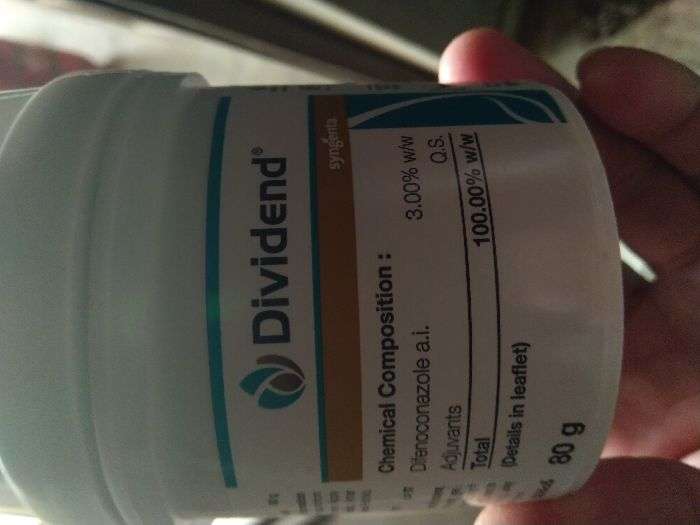 Dividend®
syngenta
Chemical Composition :
Difenoconazole a.i. 3.00% w/w
Adjuvants Q.S.
Total 100.00% w/w
(Details in leaflet)
80 g